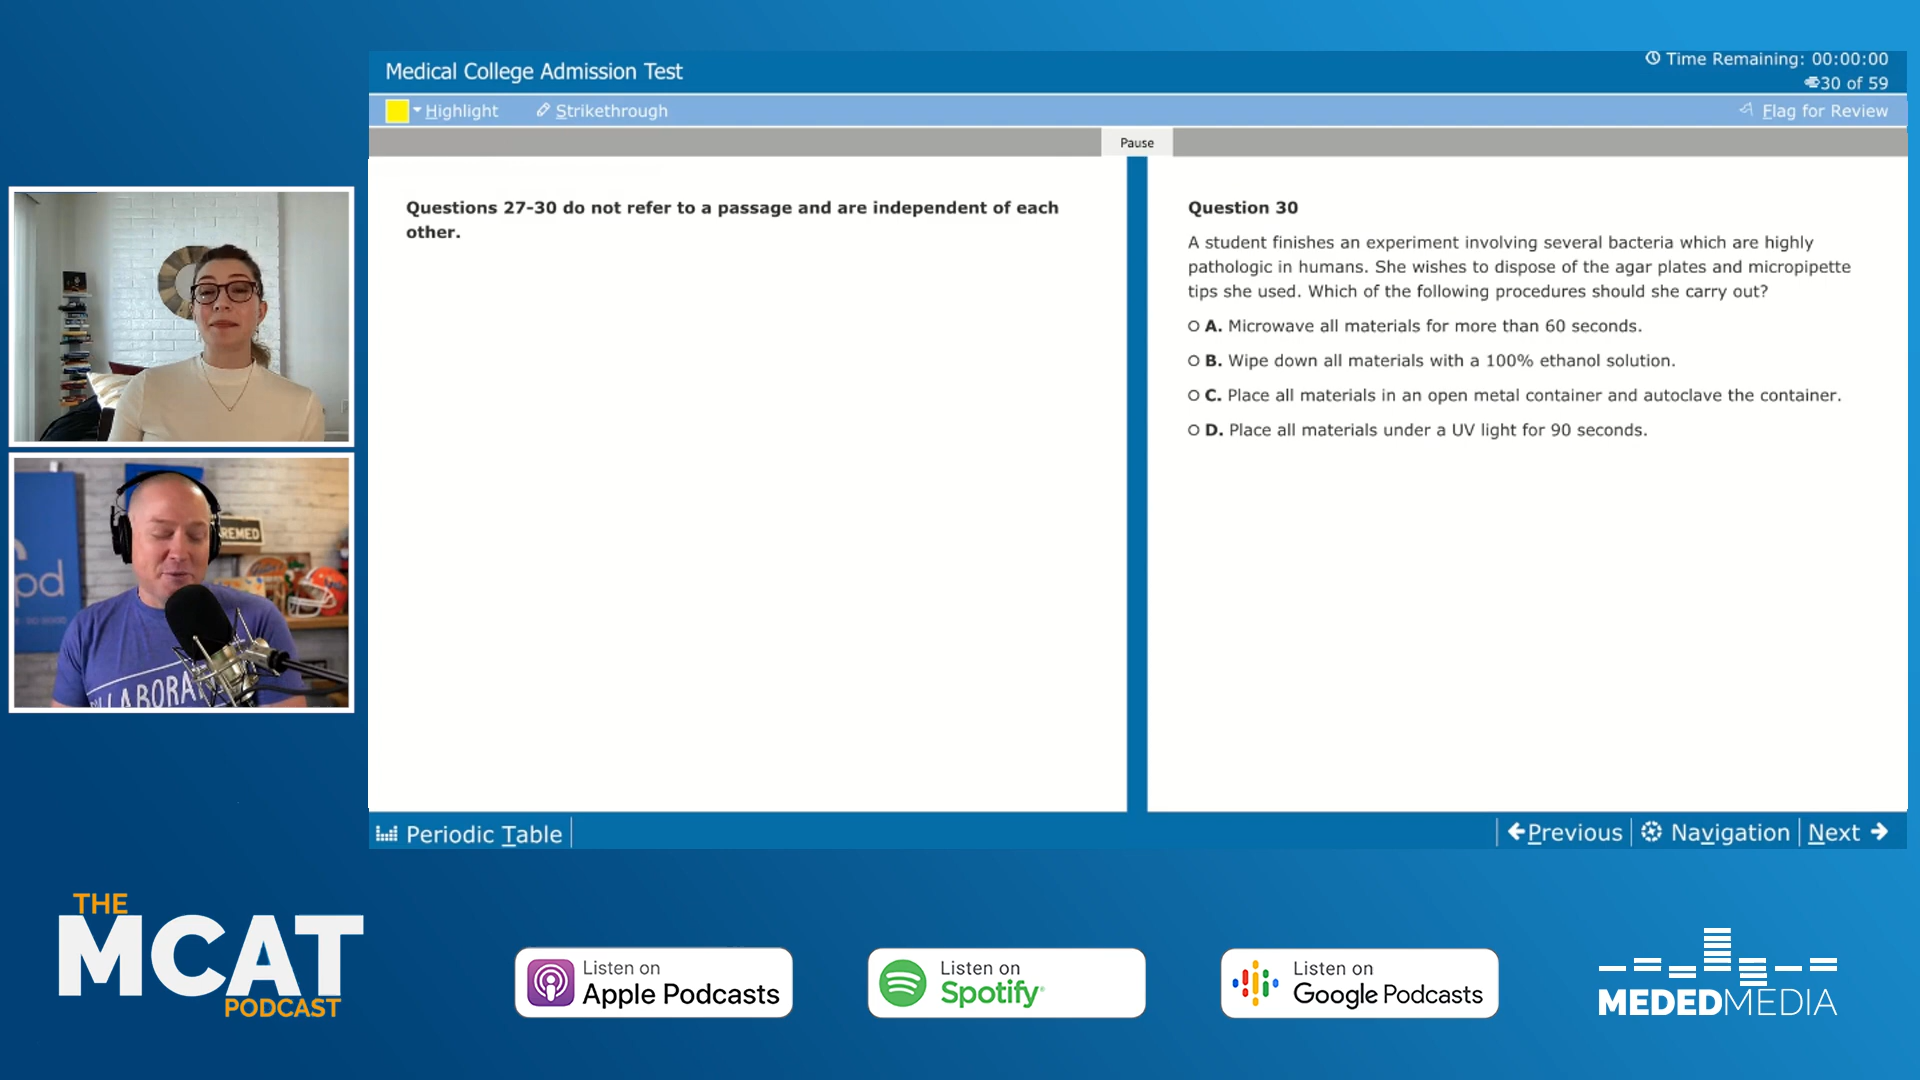 Medical College Admission Test
Time Remaining: 00:00:00
30 of 59
Highlight
Strikethrough
Flag for Review
Pause
Questions 27-30 do not refer to a passage and are independent of each
other.
Question 30
A student finishes an experiment involving several bacteria which are highly
pathologic in humans. She wishes to dispose of the agar plates and micropipette
tips she used. Which of the following procedures should she carry out?
A. Microwave all materials for more than 60 seconds.
B. Wipe down all materials with a 100% ethanol solution.
C. Place all materials in an open metal container and autoclave the container.
D. Place all materials under a UV light for 90 seconds.
REMED
pd
LLABORA
Periodic Table
Previous
Navigation
Next
THE
MCAT
PODCAST
Listen on
Apple Podcasts
Listen on
Spotify
Listen on
Google Podcasts
MEDEDMEDIA